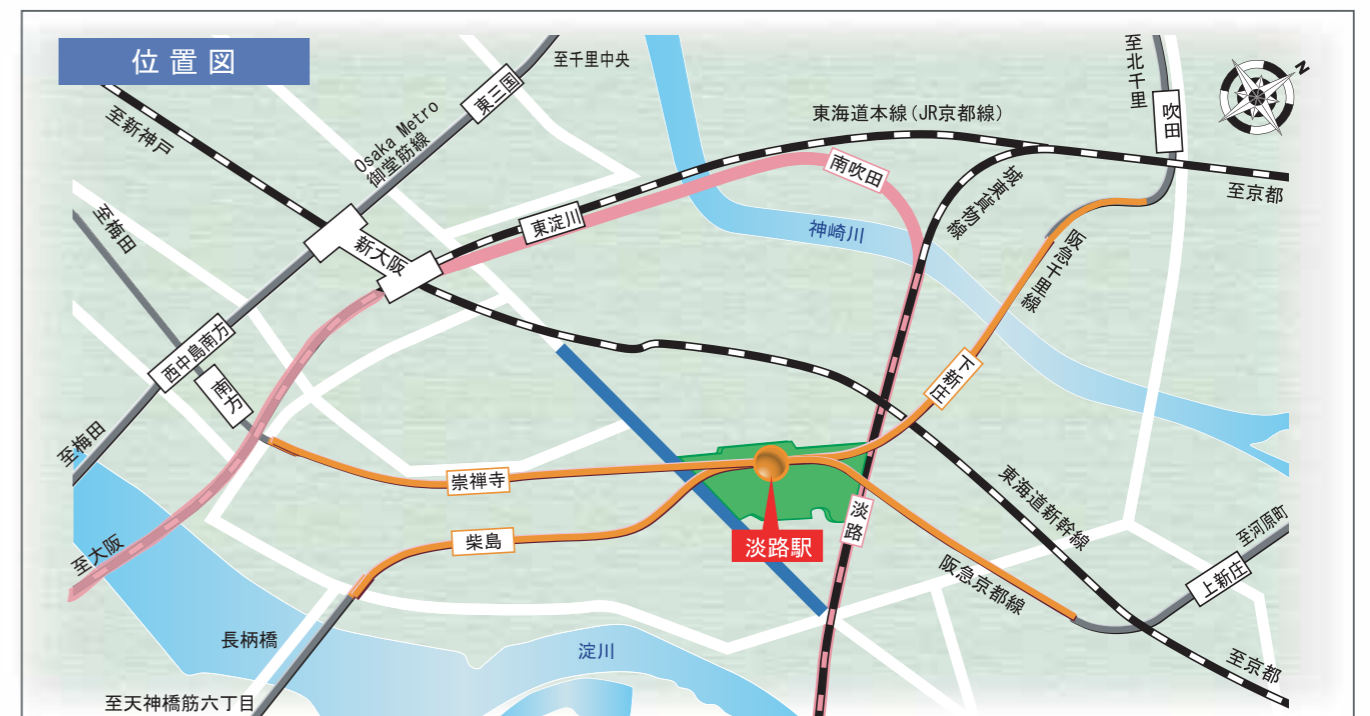 位置図
至千里中央
至北千里
N
東三国
吹田
至新神戸
Osaka Metro
御堂筋線
東海道本線(JR京都線)
南吹田
城東貨物線
至京都
至梅田
東淀川
神崎川
新大阪
阪急千里線
西中島南方
南方
下新庄
至梅田
崇禅寺
東海道新幹線
淡路
至河原町
柴島
淡路駅
至大阪
阪急京都線
上新庄
長柄橋
淀川
至京都
至天神橋筋六丁目